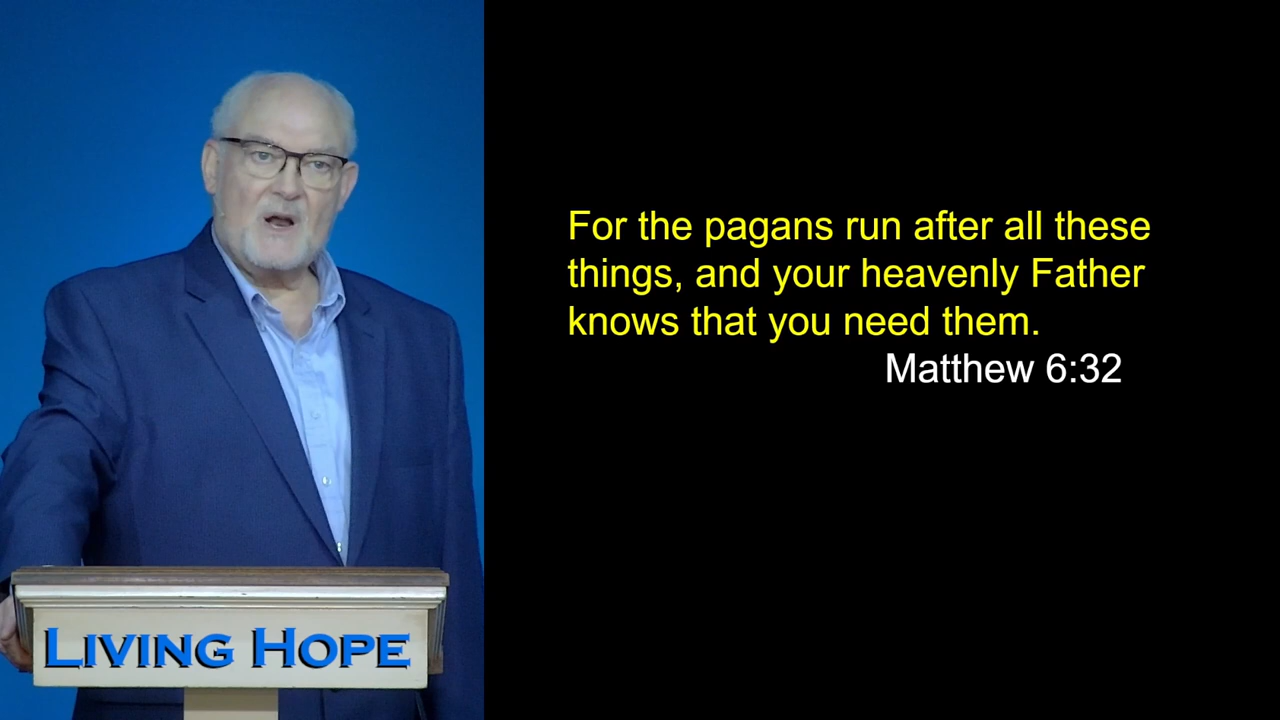 For the pagans run after all these
things, and your heavenly Father
knows that you need them.
Matthew 6:32
LIVING HOPE